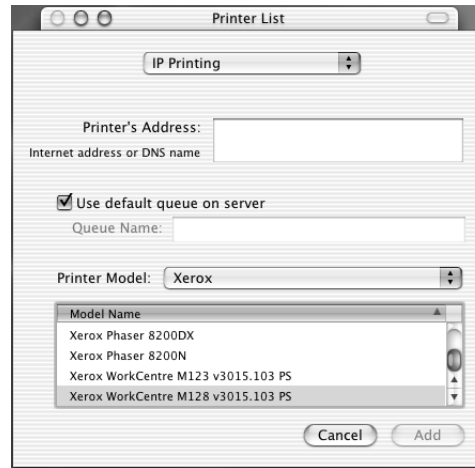 Printer List
IP Printing
Printer's Address:
Internet address or DNS name
Use default queue on server
Queue Name:
Printer Model: Xerox
Model Name
Xerox Phaser 8200DX
Xerox Phaser 8200N
Xerox WorkCentre M123 v3015.103 PS
Xerox WorkCentre M128 v3015.103 PS
Cancel Add